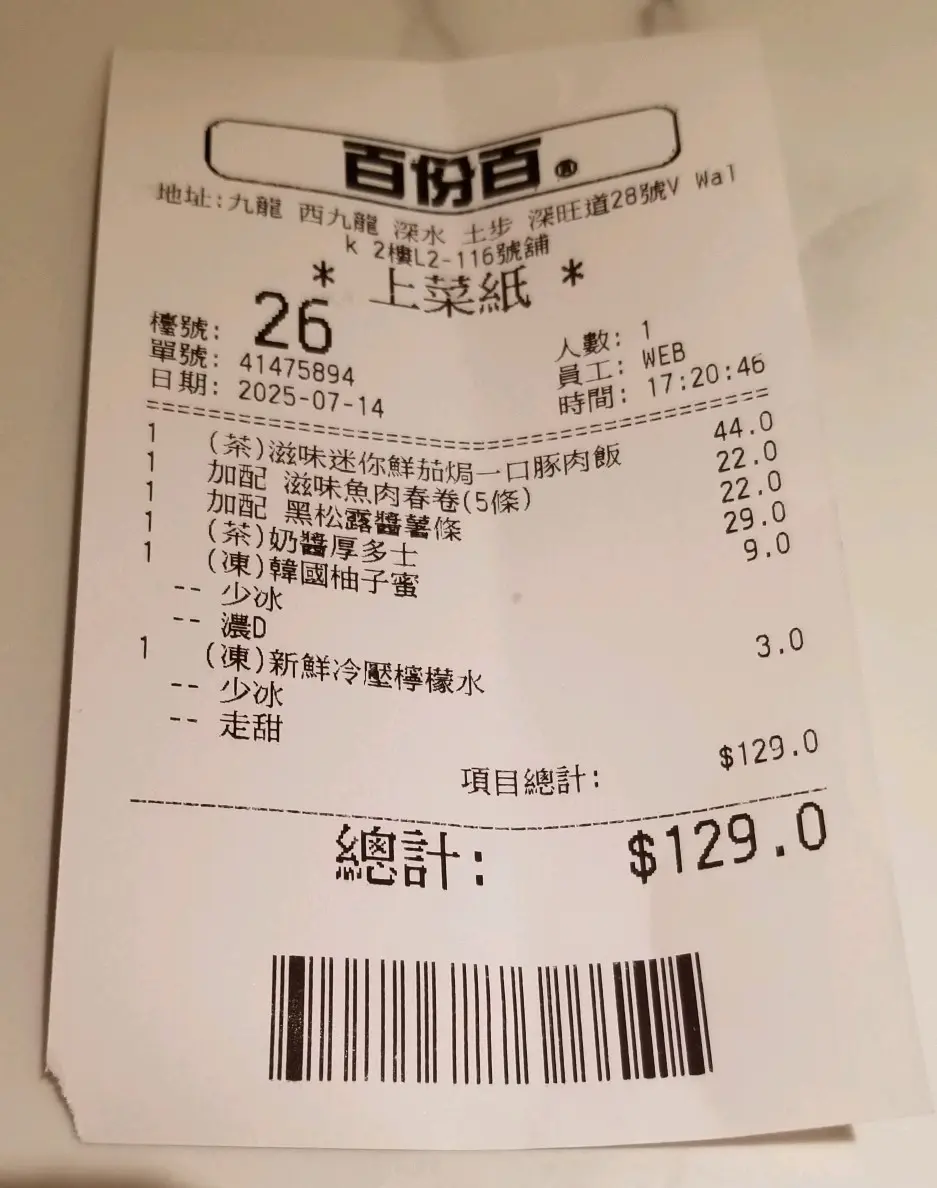 百份百®
地址:九龍 西九龍 深水 土步 深旺道28號V Wal
k 2樓L2-116號舖
* 上菜紙 *
檯號: 26 人數: 1
單號: 41475894 員工: WEB
日期: 2025-07-14 時間: 17:20:46
1 (茶)滋味迷你鮮茄焗一口豚肉飯 44.0
1 加配 滋味魚肉春卷(5條) 22.0
1 加配 黑松露醬薯條 22.0
1 (茶)奶醬厚多士 29.0
1 (凍)韓國柚子蜜 9.0
-- 少冰
-- 濃D
1 (凍)新鮮冷壓檸檬水 3.0
-- 少冰
-- 走甜
項目總計: $129.0
總計: $129.0